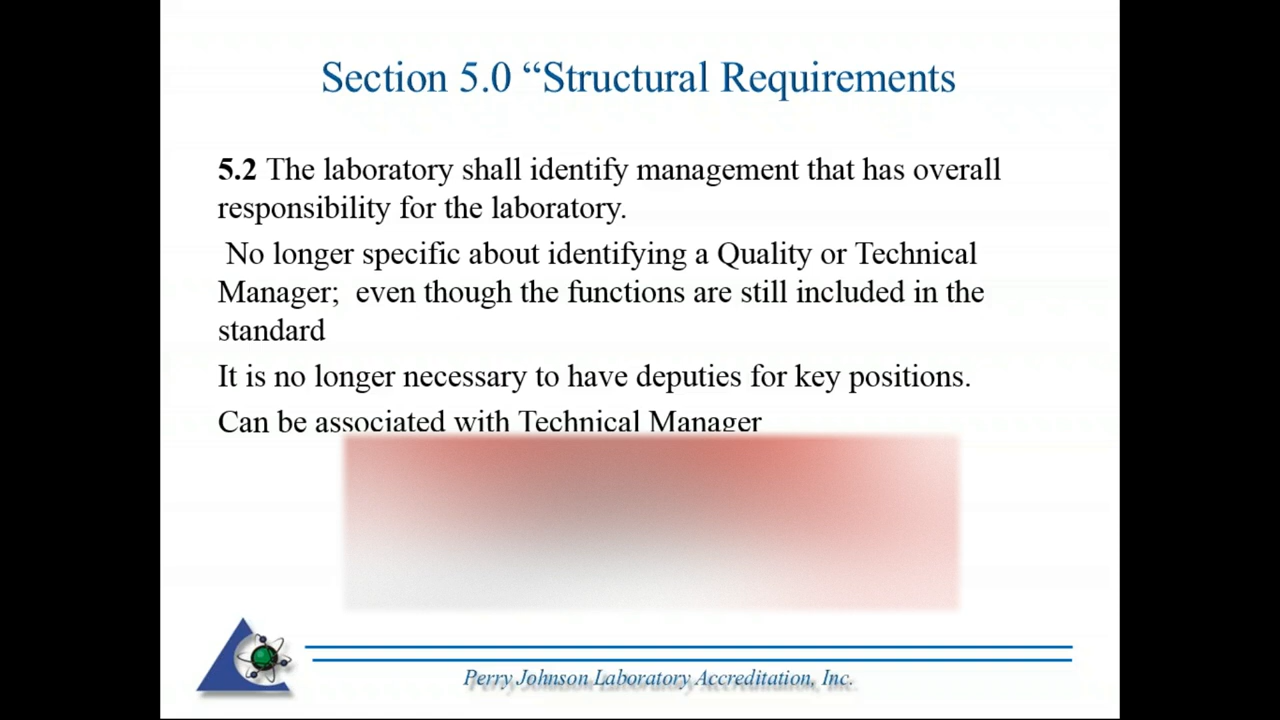 Section 5.0 “Structural Requirements
5.2 The laboratory shall identify management that has overall
responsibility for the laboratory.
No longer specific about identifying a Quality or Technical
Manager;  even though the functions are still included in the
standard
It is no longer necessary to have deputies for key positions.
Can be associated with Technical Manager
Perry Johnson Laboratory Accreditation, Inc.